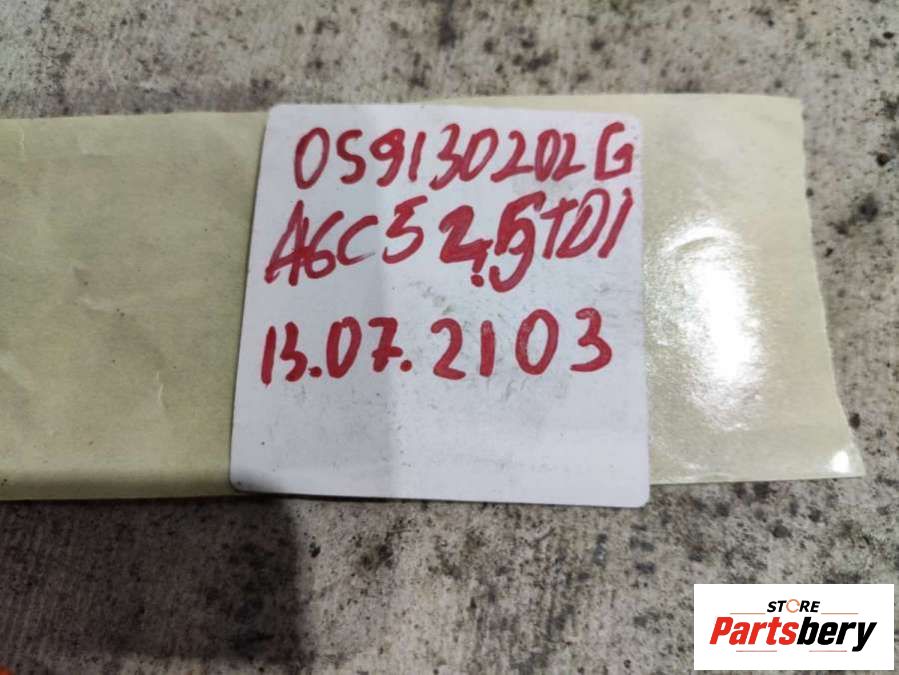 059130202G
A6C5 2.5TDI
13.07.2103
STORE
Partsbery